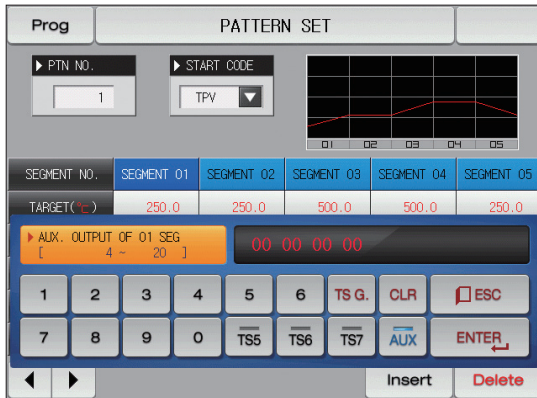 Prog
PATTERN SET
▶ PTN NO.
▶ START CODE
1
TPV
01 02 03 04 05
SEGMENT NO. SEGMENT 01 SEGMENT 02 SEGMENT 03 SEGMENT 04 SEGMENT 05
TARGET(℃) 250.0 250.0 500.0 500.0 250.0
▶ AUX. OUTPUT OF 01 SEG
[ 4 ~ 20 ]
00 00 00 00
1 2 3 4 5 6 TS G. CLR ESC
7 8 9 0 TS5 TS6 TS7 AUX ENTER
Insert Delete